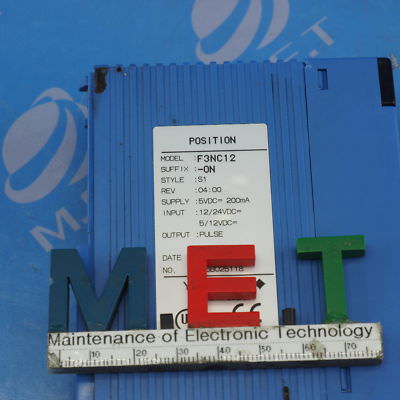 POSITION
MODEL :F3NC12
SUFFIX :-0N
STYLE :S1
REV :04:00
SUPPLY :5VDC= 200mA
INPUT :12/24VDC=
5/12VDC=
OUTPUT :PULSE
DATE
NO.
M E T
Maintenance of Electronic Technology
10 20 30 40 50 60 70